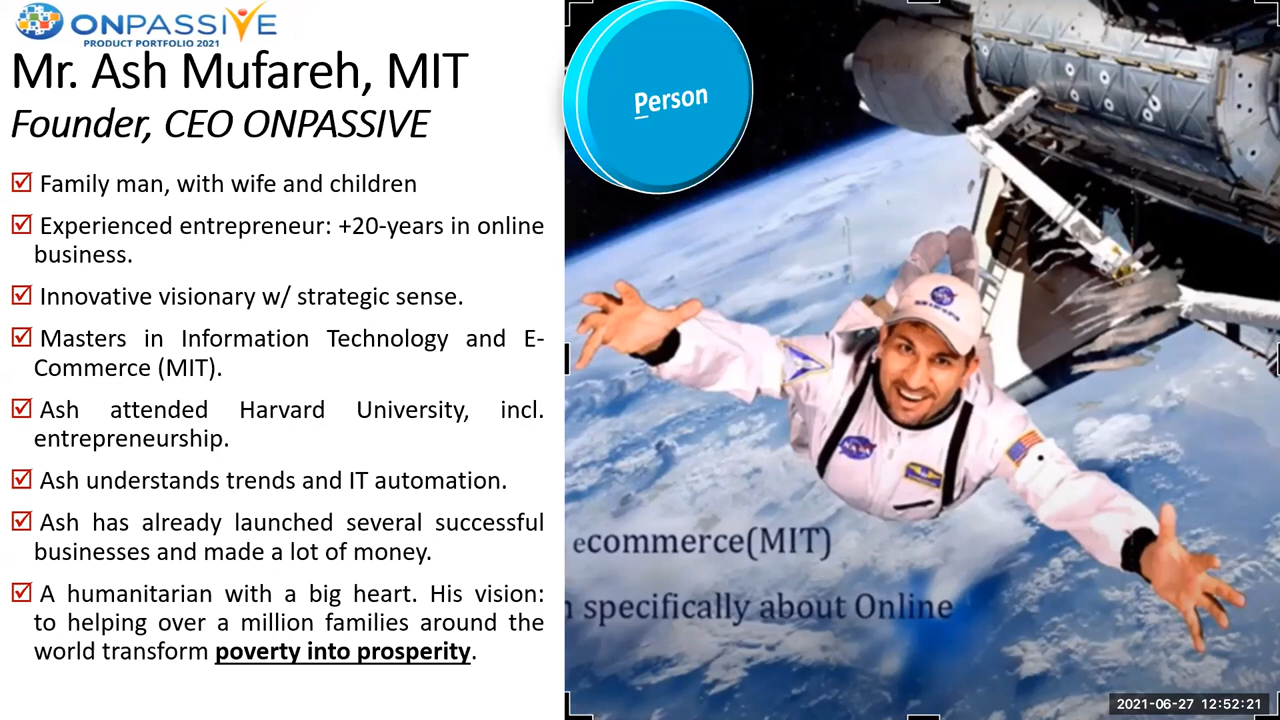 ONPASSIVE
PRODUCT PORTFOLIO 2021
Mr. Ash Mufareh, MIT
Founder, CEO ONPASSIVE
Family man, with wife and children
Experienced entrepreneur: +20-years in online
business.
Innovative visionary w/ strategic sense.
Masters in Information Technology and E-
Commerce (MIT).
Ash attended Harvard University, incl.
entrepreneurship.
Ash understands trends and IT automation.
Ash has already launched several successful
businesses and made a lot of money.
A humanitarian with a big heart. His vision:
to helping over a million families around the
world transform poverty into prosperity.
Person
NASA
ecommerce(MIT)
specifically about Online
2021-06-27 12:52:21